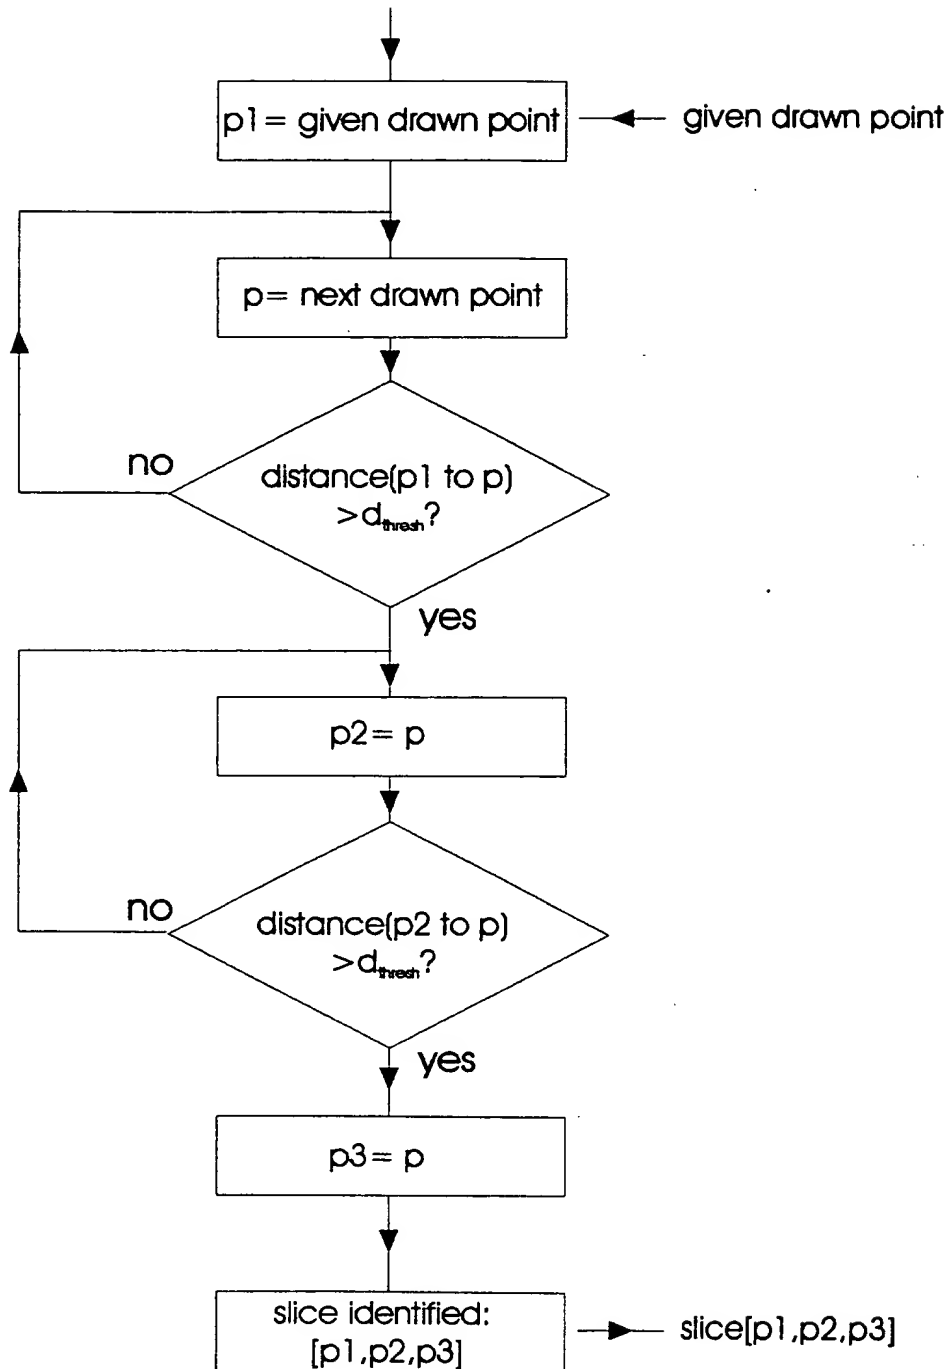 p1= given drawn point
given drawn point
p= next drawn point
no
distance(p1 to p)
>dthresh?
yes
p2= p
no
distance(p2 to p)
>dthresh?
yes
p3= p
slice identified:
[p1,p2,p3]
slice[p1,p2,p3]